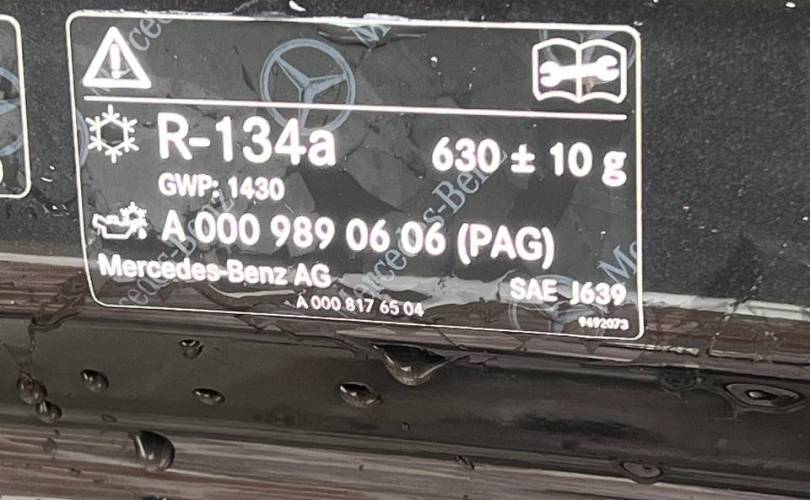 R-134a 630 ± 10 g
GWP: 1430
A 000 989 06 06 (PAG)
Mercedes-Benz AG SAE J639
A 000 817 65 04
9492073